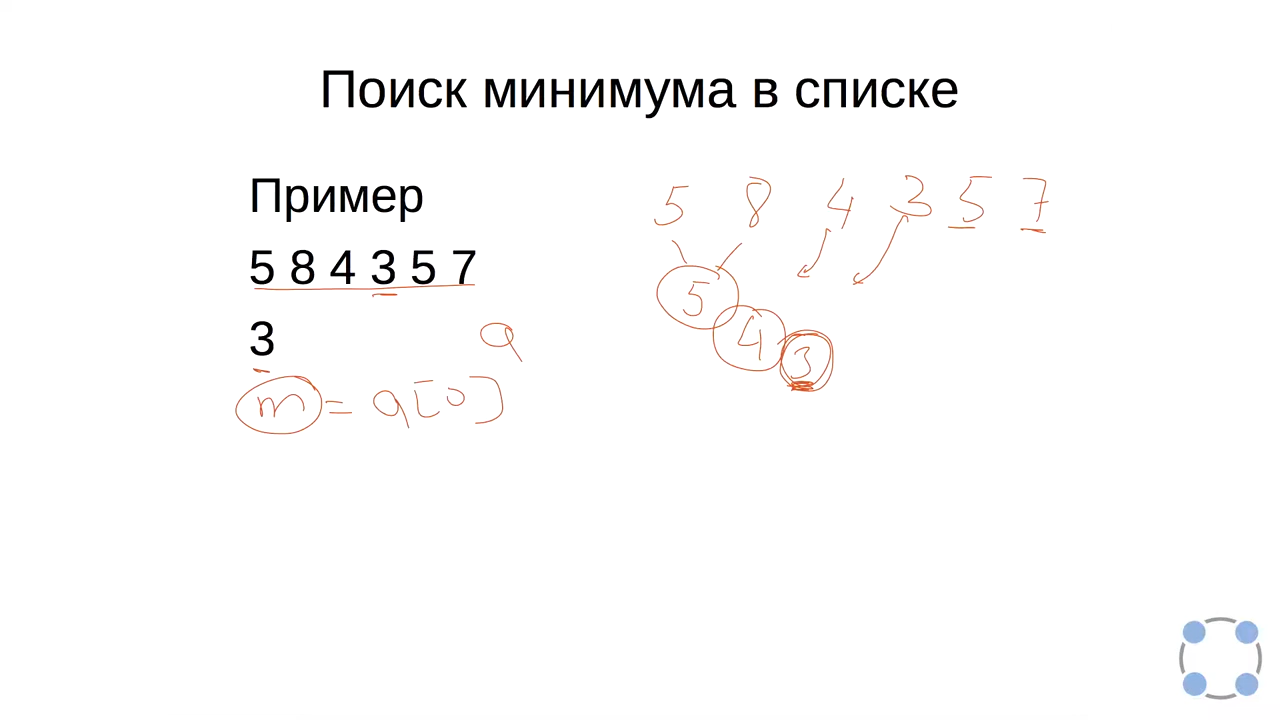 Поиск минимума в списке
Пример
5 8 4 3 5 7
3
a
m = a[0]
5 8 4 3 5 7
5
4
3